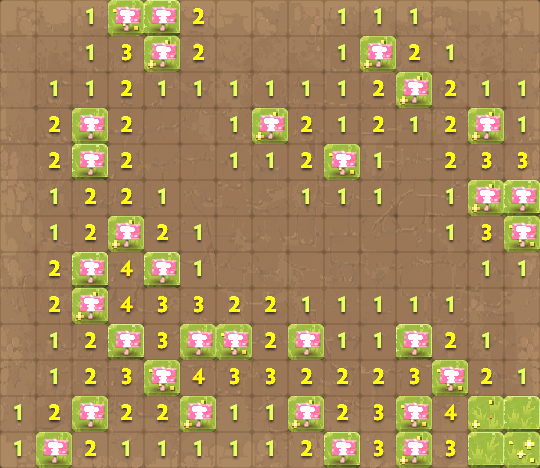 1 2 1 1 1
1 3 2 1 2 1
1 1 2 1 1 1 1 1 1 2 2 1 1
2 2 1 2 1 2 1 2 1
2 2 1 1 2 1 2 3 3
1 2 2 1 1 1 1 1
1 2 2 1 1 3
2 4 1 1 1
2 4 3 3 2 2 1 1 1 1 1
1 2 3 2 1 1 2 1
1 2 3 4 3 3 2 2 2 3 2 1
1 2 2 2 1 1 2 3 4
1 2 1 1 1 1 1 2 3 3